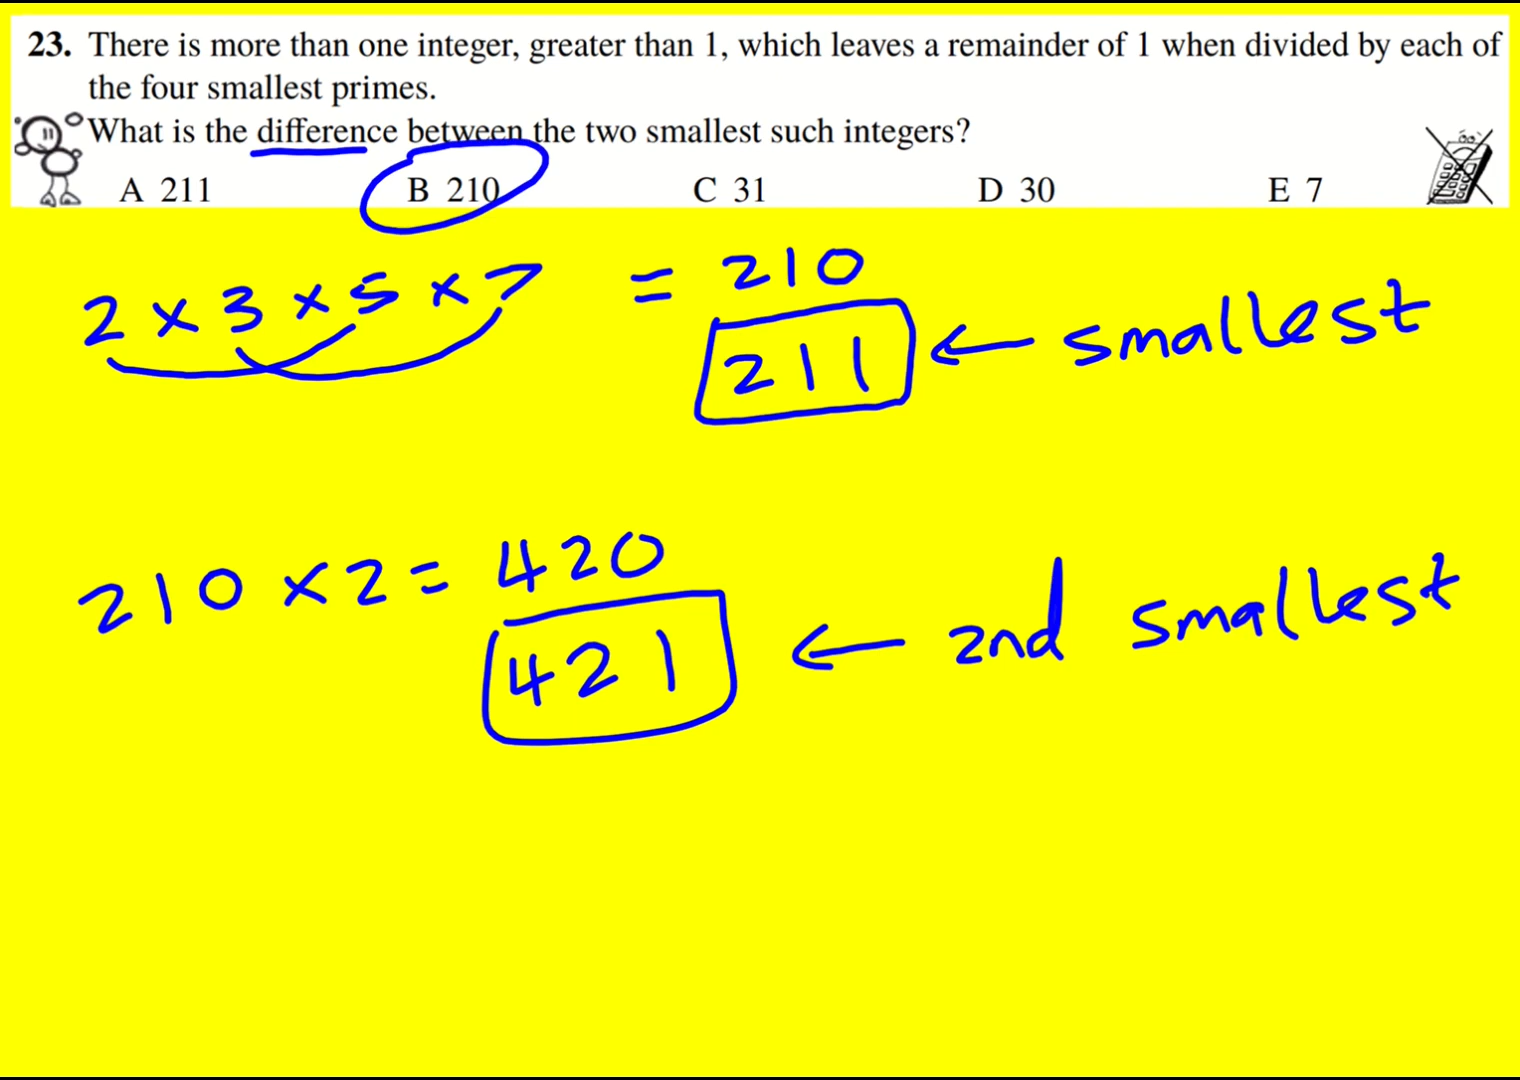 23. There is more than one integer, greater than 1, which leaves a remainder of 1 when divided by each of
the four smallest primes.
What is the difference between the two smallest such integers?
A 211 B 210 C 31 D 30 E 7
2 × 3 × 5 × 7 = 210
211 ← smallest
210 × 2 = 420
421 ← 2nd smallest